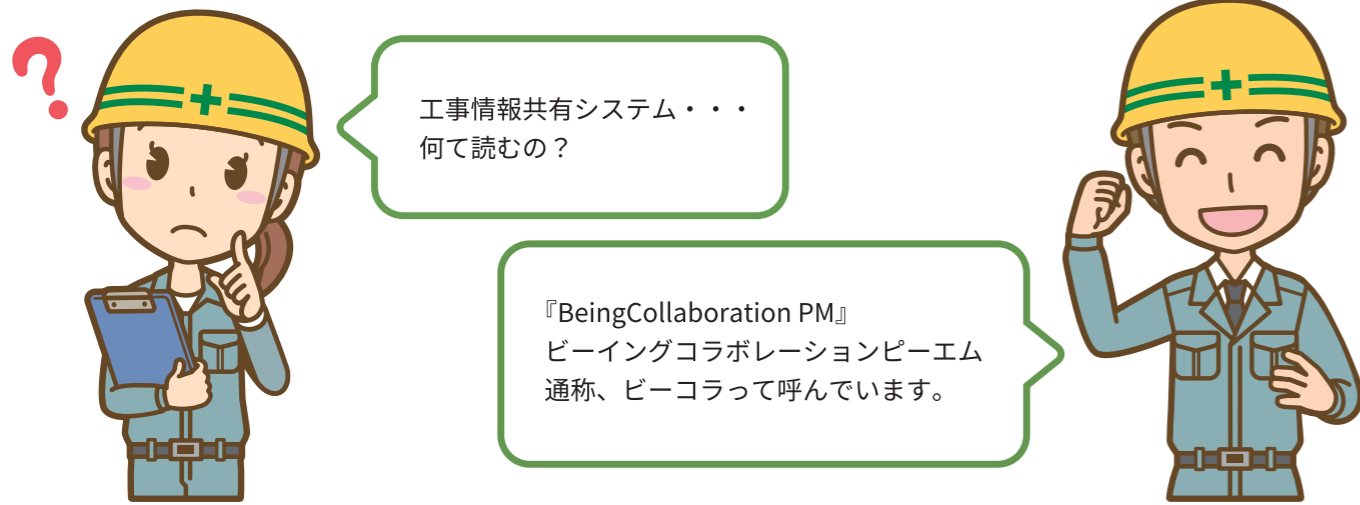 工事情報共有システム・・・
何て読むの？
『BeingCollaboration PM』
ビーイングコラボレーションピーエム
通称、ビーコラって呼んでいます。